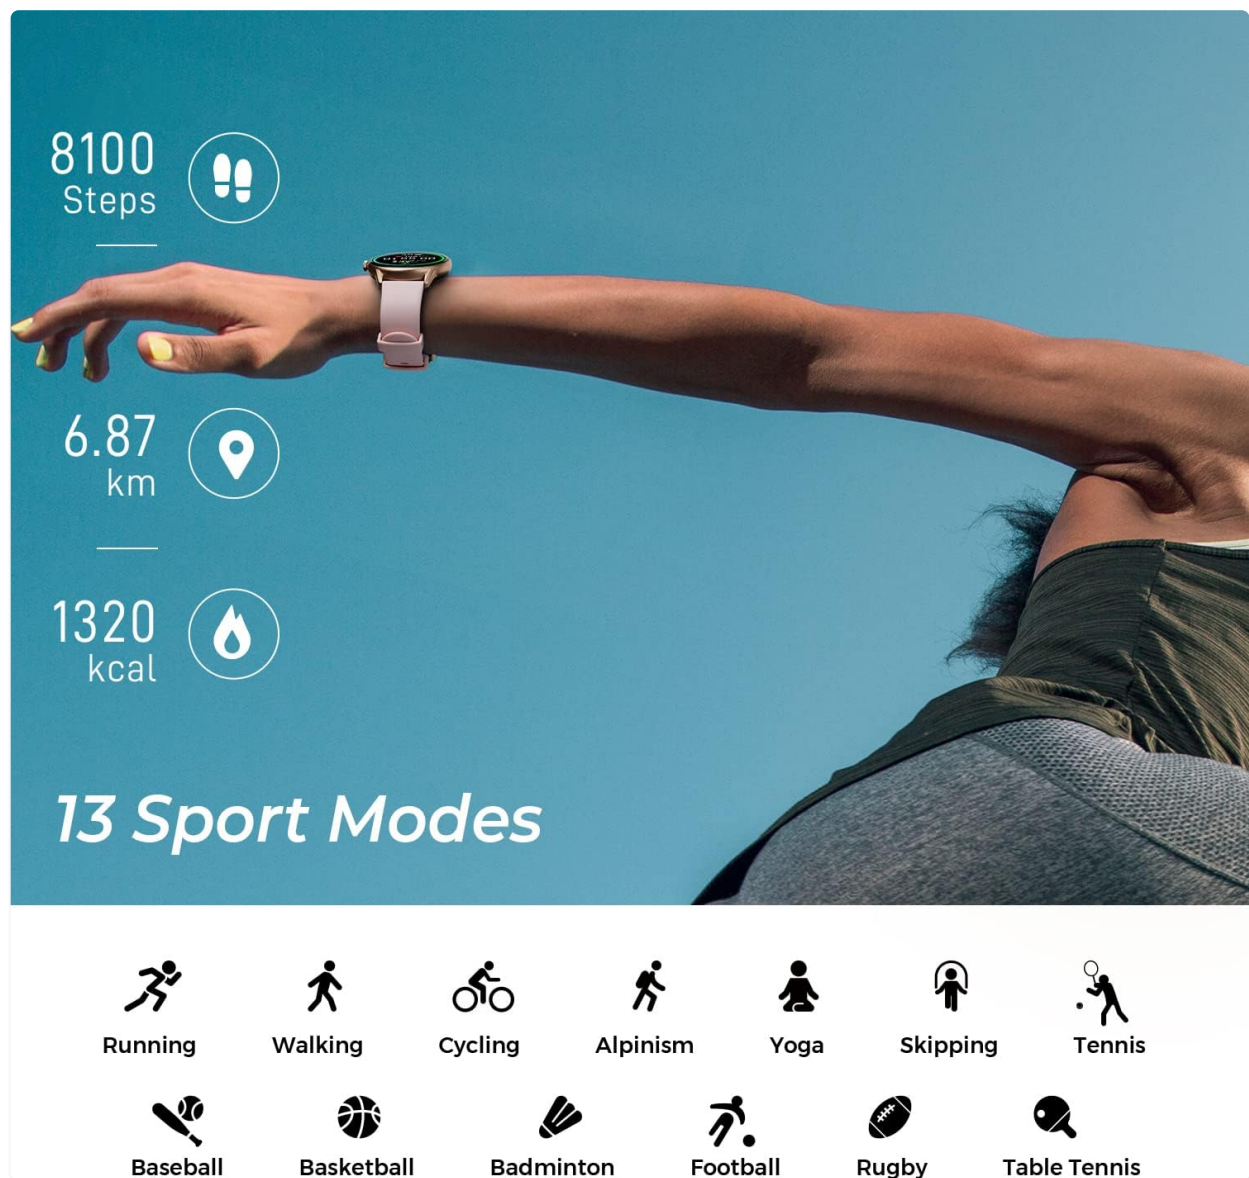 8100
Steps
6.87
km
1320
kcal
13 Sport Modes
Running Walking Cycling Alpinism Yoga Skipping Tennis
Baseball Basketball Badminton Football Rugby Table Tennis